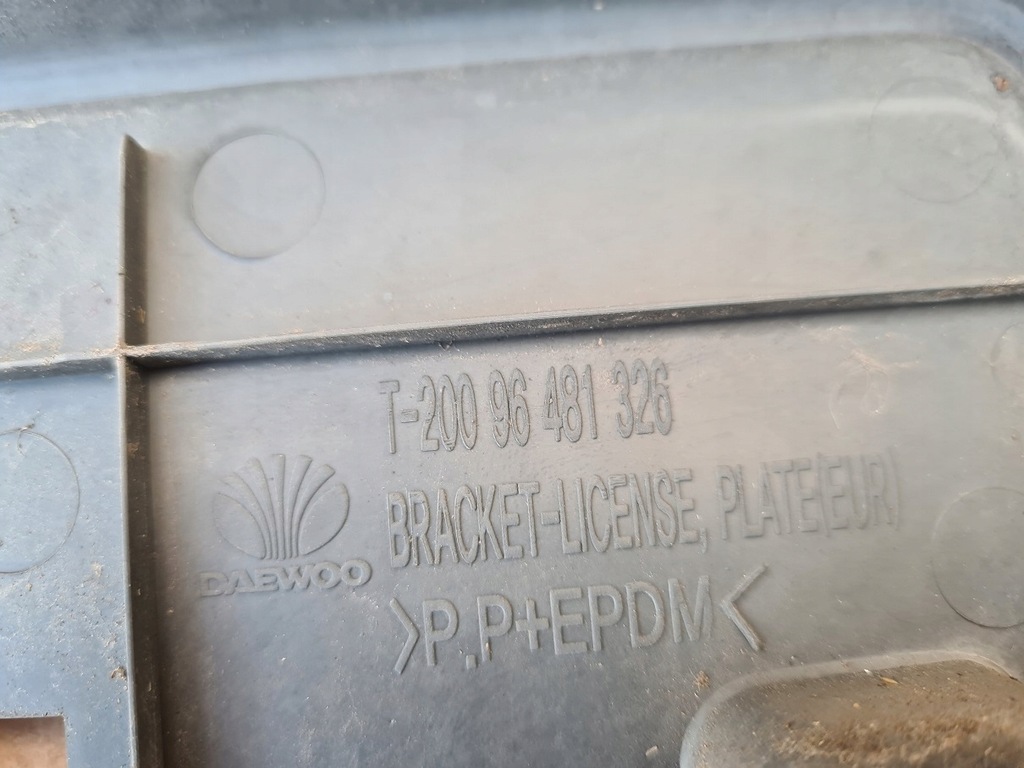 T-200 96 481 326
BRACKET-LICENSE, PLATE(EUR)
DAEWOO
>P.P+EPDM<